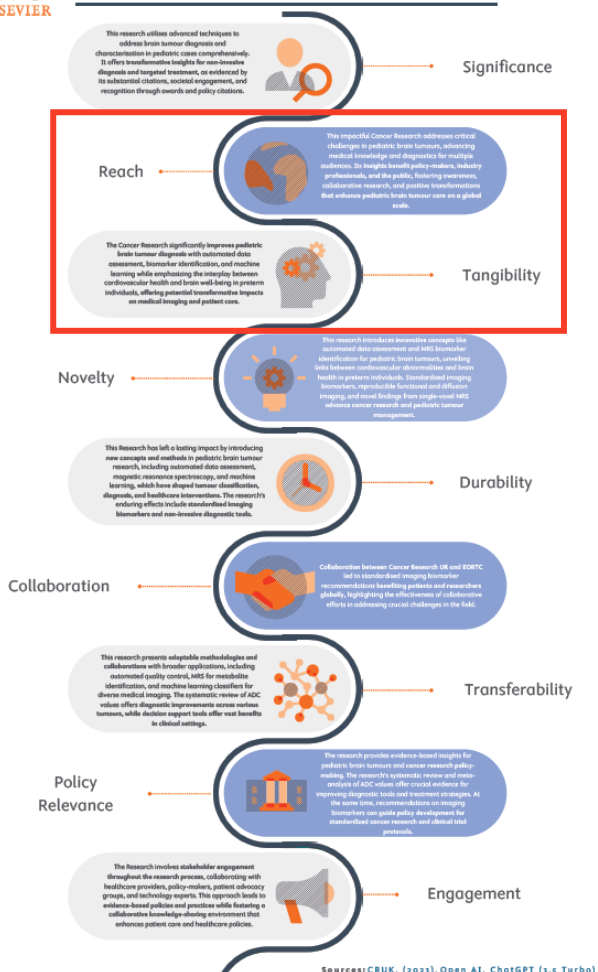 SEVIER
This research utilises advanced techniques to
address brain tumour diagnosis and
characterisation in pediatric cases comprehensively.
It offers transformative insights for non-invasive
diagnosis and targeted treatment, as evidenced by
its substantial citations, societal engagement, and
recognition through awards and policy citations.
Significance
Reach
This impactful Cancer Research addresses critical
challenges in pediatric brain tumours, advancing
medical knowledge and diagnostics for multiple
audiences. Its insights benefit policy-makers, industry
professionals, and the public, fostering awareness,
collaborative research, and positive transformations
that enhance pediatric brain tumour care on a global
scale.
The Cancer Research significantly improves pediatric
brain tumour diagnosis with automated data
assessment, biomarker identification, and machine
learning while emphasizing the interplay between
cardiovascular health and brain well-being in preterm
individuals, offering potential transformative impacts
on medical imaging and patient care.
Tangibility
Novelty
This research introduces innovative concepts like
automated data assessment and MRS biomarker
identification for pediatric brain tumours, unveiling
links between cardiovascular abnormalities and brain
health in preterm individuals. Standardised imaging
biomarkers, reproducible functional and diffusion
imaging, and novel findings from single-voxel MRS
advance cancer research and pediatric tumour
management.
This Research has left a lasting impact by introducing
new concepts and methods in pediatric brain tumour
research, including automated data assessment,
magnetic resonance spectroscopy, and machine
learning, which have shaped tumour classification,
diagnosis, and healthcare interventions. The research's
enduring effects include standardised imaging
biomarkers and non-invasive diagnostic tools.
Durability
Collaboration
Collaboration between Cancer Research UK and EORTC
led to standardised imaging biomarker
recommendations benefiting patients and researchers
globally, highlighting the effectiveness of collaborative
efforts in addressing crucial challenges in the field.
This research presents adaptable methodologies and
collaborations with broader applications, including
automated quality control, MRS for metabolite
identification, and machine learning classifiers for
diverse medical imaging. The systematic review of ADC
values offers diagnostic improvements across various
tumours, while decision support tools offer vast benefits
in clinical settings.
Transferability
Policy
Relevance
The research provides evidence-based insights for
pediatric brain tumours and cancer research policy-
making. The research's systematic review and meta-
analysis of ADC values offer crucial evidence for
improving diagnostic tools and treatment strategies. At
the same time, recommendations on imaging
biomarkers can guide policy development for
standardised cancer research and clinical trial
protocols.
The Research involves stakeholder engagement
throughout the research process, collaborating with
healthcare providers, policy-makers, patient advocacy
groups, and technology experts. This approach leads to
evidence-based policies and practices while fostering a
collaborative knowledge-sharing environment that
enhances patient care and healthcare policies.
Engagement
Sources: CRUK, (2023), Open AI, ChatGPT (3.5 Turbo)